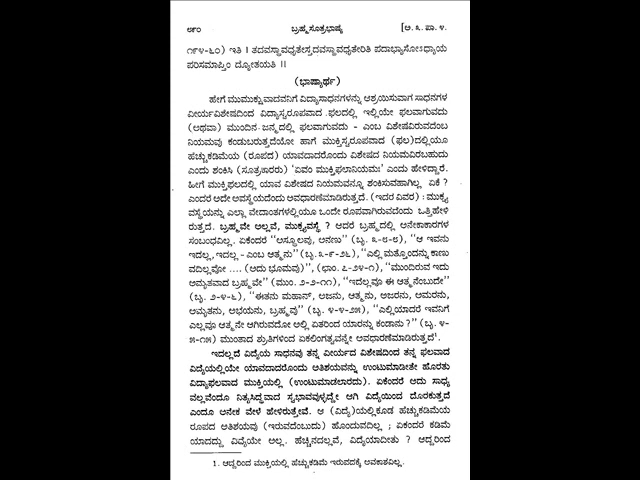 ೮೯೦ ಬ್ರಹ್ಮಸೂತ್ರಭಾಷ್ಯ [ಅ. ೩. ಪಾ. ೪.
೧೯೪-೬೦) ಇತಿ । ತದವಸ್ಥಾವಧೃತೇಸ್ತದವಸ್ಥಾವಧೃತೇರಿತಿ ಪದಾಭ್ಯಾಸೋಽಧ್ಯಾಯ
ಪರಿಸಮಾಪ್ತಿಂ ದ್ಯೋತಯತಿ ।।
(ಭಾಷ್ಯಾರ್ಥ)
ಹೇಗೆ ಮುಮುಕ್ಷುವಾದವನಿಗೆ ವಿದ್ಯಾಸಾಧನಗಳನ್ನು ಆಶ್ರಯಿಸುವಾಗ ಸಾಧನಗಳ
ವೀರ್ಯವಿಶೇಷದಿಂದ ವಿದ್ಯಾಸ್ವರೂಪವಾದ ಫಲದಲ್ಲಿ ಇಲ್ಲಿಯೇ ಫಲವಾಗುವದು
(ಅಥವಾ) ಮುಂದಿನ ಜನ್ಮದಲ್ಲಿ ಫಲವಾಗುವದು - ಎಂಬ ವಿಶೇಷವಿರುವದೆಂಬ
ನಿಯಮವು ಕಂಡುಬರುತ್ತದೆಯೋ ಹಾಗೆ ಮುಕ್ತಿಸ್ವರೂಪವಾದ (ಫಲ)ದಲ್ಲಿಯೂ
ಹೆಚ್ಚುಕಡಿಮೆಯ (ರೂಪದ) ಯಾವದಾದರೊಂದು ವಿಶೇಷದ ನಿಯಮವಿರಬಹುದು
ಎಂದು ಶಂಕಿಸಿ (ಸೂತ್ರಕಾರರು) ‘ಏವಂ ಮುಕ್ತಿಫಲಾನಿಯಮಃ’ ಎಂದು ಹೇಳಿದ್ದಾರೆ.
ಹೀಗೆ ಮುಕ್ತಿಫಲದಲ್ಲಿ ಯಾವ ವಿಶೇಷದ ನಿಯಮವನ್ನೂ ಶಂಕಿಸುವಹಾಗಿಲ್ಲ. ಏಕೆ ?
ಎಂದರೆ ಅದೇ ಅವಸ್ಥೆಯದೆಂದು ಅವಧಾರಣೆಮಾಡಿರುತ್ತದೆ. (ಇದರ ವಿವರ) : ಮುಕ್ತ್ಯ
ವಸ್ಥೆಯನ್ನು ಎಲ್ಲಾ ವೇದಾಂತಗಳಲ್ಲಿಯೂ ಒಂದೇ ರೂಪವಾಗಿರುವದೆಂದು ಒತ್ತಿಹೇಳಿ
ರುತ್ತದೆ. ಬ್ರಹ್ಮವೇ ಅಲ್ಲವೆ, ಮುಕ್ತ್ಯವಸ್ಥೆ ? ಆದರೆ ಬ್ರಹ್ಮದಲ್ಲಿ ಅನೇಕಾಕಾರಗಳ
ಸಂಬಂಧವಿಲ್ಲ. ಏಕೆಂದರೆ ‘‘ಅಸ್ಥೂಲವು, ಅನಣು’’ (ಬೃ. ೩-೮-೮), ‘‘ಆ ಇವನು
ಇದಲ್ಲ, ಇದಲ್ಲ - ಎಂಬ ಆತ್ಮನು’’ (ಬೃ. ೩-೯-೨೬), ‘‘ಎಲ್ಲಿ ಮತ್ತೊಂದನ್ನು ಕಾಣು
ವದಿಲ್ಲವೋ .... (ಅದು ಭೂಮವು)’’, (ಛಾಂ. ೭-೨೪-೧), ‘‘ಮುಂದಿರುವ ಇದು
ಅಮೃತವಾದ ಬ್ರಹ್ಮವೇ’’ (ಮುಂ. ೨-೨-೧೧), ‘‘ಇದೆಲ್ಲವೂ ಈ ಆತ್ಮನೆಂಬುದೇ’’
(ಬೃ. ೨-೪-೬), ‘‘ಈತನು ಮಹಾನ್, ಅಜನು, ಆತ್ಮನು, ಅಜರನು, ಅಮರನು,
ಅಮೃತನು, ಅಭಯನು, ಬ್ರಹ್ಮವು’’ (ಬೃ. ೪-೪-೨೫), ‘‘ಎಲ್ಲಿಯಾದರೆ ಇವನಿಗೆ
ಎಲ್ಲವೂ ಆತ್ಮನೇ ಆಗಿರುವದೋ ಅಲ್ಲಿ ಏತರಿಂದ ಯಾರನ್ನು ಕಂಡಾನು ?’’ (ಬೃ. ೪-
೫-೧೫) ಮುಂತಾದ ಶ್ರುತಿಗಳಿಂದ ಏಕಲಿಂಗತ್ವವನ್ನೇ ಅವಧಾರಣೆಮಾಡಿರುತ್ತದೆ¹.
ಇದಲ್ಲದೆ ವಿದ್ಯೆಯ ಸಾಧನವು ತನ್ನ ವೀರ್ಯದ ವಿಶೇಷದಿಂದ ತನ್ನ ಫಲವಾದ
ವಿದ್ಯೆಯಲ್ಲಿಯೇ ಯಾವದಾದರೊಂದು ಅತಿಶಯವನ್ನು ಉಂಟುಮಾಡೀತೇ ಹೊರತು
ವಿದ್ಯಾಫಲವಾದ ಮುಕ್ತಿಯಲ್ಲಿ (ಉಂಟುಮಾಡಲಾರದು). ಏಕೆಂದರೆ ಅದು ಸಾಧ್ಯ
ವಲ್ಲವೆಂದೂ ನಿತ್ಯಸಿದ್ಧವಾದ ಸ್ವಭಾವವುಳ್ಳದ್ದೇ ಆಗಿ ವಿದ್ಯೆಯಿಂದ ದೊರಕುತ್ತದೆ
ಎಂದೂ ಅನೇಕ ವೇಳೆ ಹೇಳಿರುತ್ತೇವೆ. ಆ (ವಿದ್ಯೆ)ಯಲ್ಲಿಕೂಡ ಹೆಚ್ಚುಕಡಿಮೆಯ
ರೂಪದ ಅತಿಶಯವು (ಇರುವದೆಂಬುದು) ಹೊಂದುವದಿಲ್ಲ ; ಏಕೆಂದರೆ ಕಡಿಮೆ
ಯಾದದ್ದು ವಿದ್ಯೆಯೇ ಅಲ್ಲ. ಹೆಚ್ಚಿನದಲ್ಲವೆ, ವಿದ್ಯೆಯಾದೀತು ? ಆದ್ದರಿಂದ
1. ಆದ್ದರಿಂದ ಮುಕ್ತಿಯಲ್ಲಿ ಹೆಚ್ಚುಕಡಿಮೆ ಇರುವದಕ್ಕೆ ಅವಕಾಶವಿಲ್ಲ.